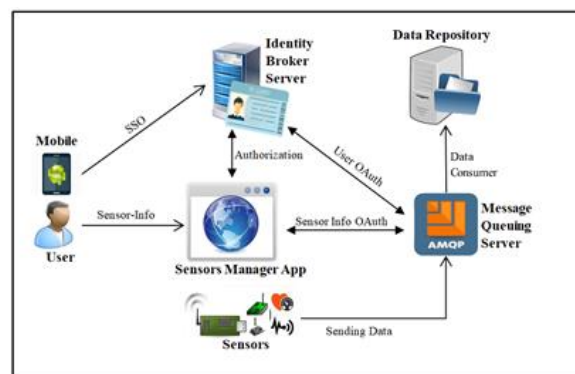 Identity
Broker
Server
Data Repository
Mobile
SSO
Authorization
User OAuth
Data
Consumer
Sensor-Info
User
Sensor Info OAuth
AMQP
Message
Queuing
Server
Sensors Manager App
Sending Data
Sensors